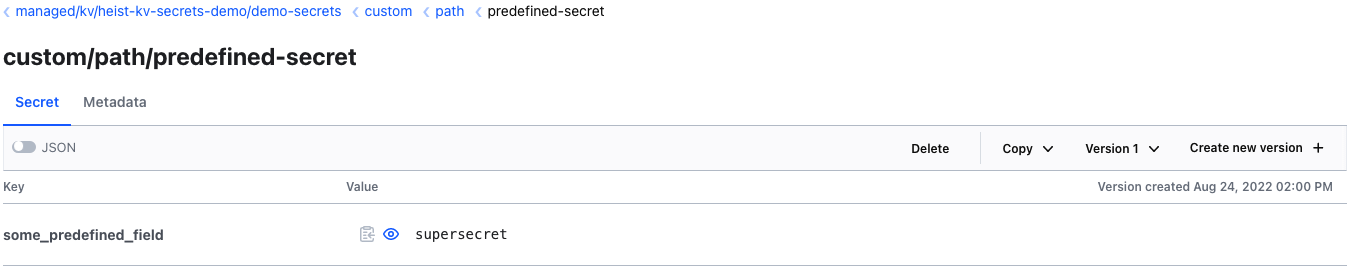 managed/kv/heist-kv-secrets-demo/demo-secrets custom path predefined-secret
custom/path/predefined-secret
Secret Metadata
JSON Delete Copy Version 1 Create new version
Key Value Version created Aug 24, 2022 02:00 PM
some_predefined_field supersecret